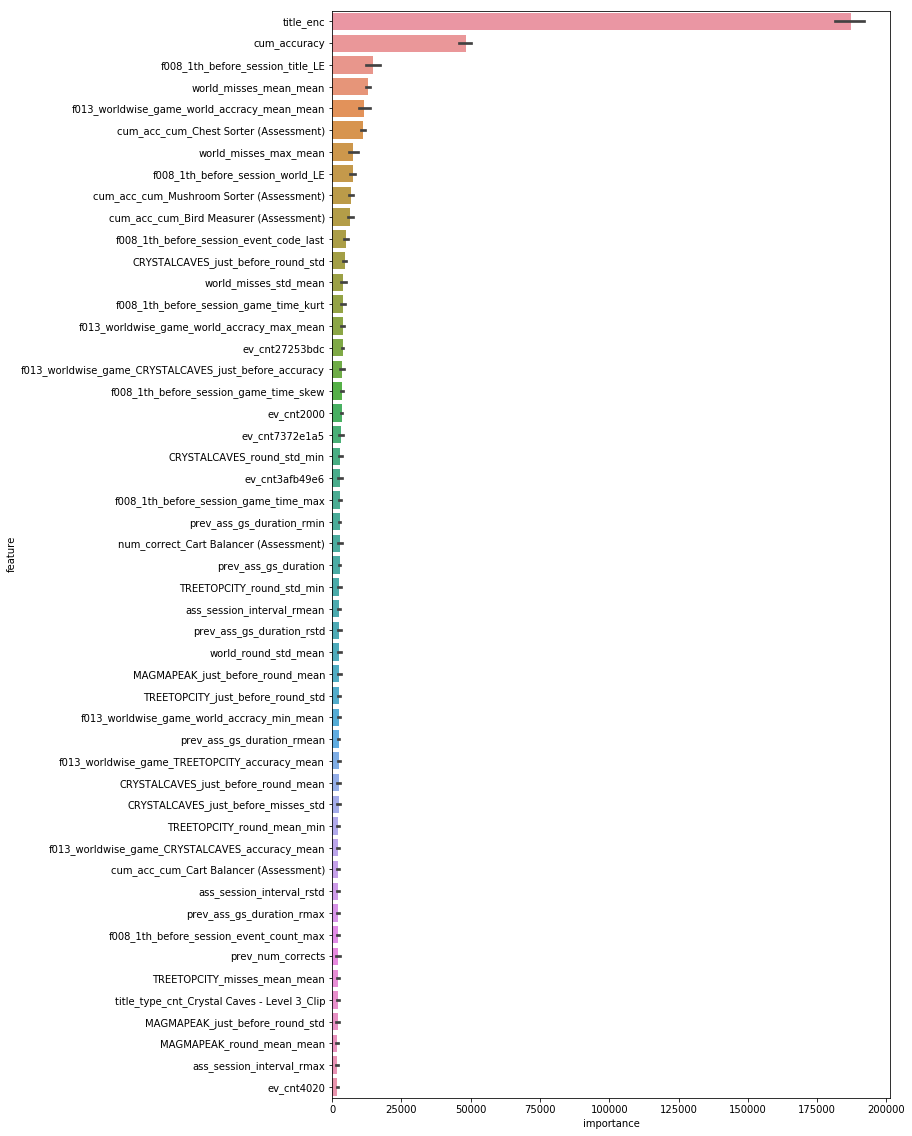 title_enc
cum_accuracy
f008_1th_before_session_title_LE
world_misses_mean_mean
f013_worldwise_game_world_accracy_mean_mean
cum_acc_cum_Chest Sorter (Assessment)
world_misses_max_mean
f008_1th_before_session_world_LE
cum_acc_cum_Mushroom Sorter (Assessment)
cum_acc_cum_Bird Measurer (Assessment)
f008_1th_before_session_event_code_last
CRYSTALCAVES_just_before_round_std
world_misses_std_mean
f008_1th_before_session_game_time_kurt
f013_worldwise_game_world_accracy_max_mean
ev_cnt27253bdc
f013_worldwise_game_CRYSTALCAVES_just_before_accuracy
f008_1th_before_session_game_time_skew
ev_cnt2000
ev_cnt7372e1a5
CRYSTALCAVES_round_std_min
ev_cnt3afb49e6
f008_1th_before_session_game_time_max
prev_ass_gs_duration_rmin
num_correct_Cart Balancer (Assessment)
feature
prev_ass_gs_duration
TREETOPCITY_round_std_min
ass_session_interval_rmean
prev_ass_gs_duration_rstd
world_round_std_mean
MAGMAPEAK_just_before_round_mean
TREETOPCITY_just_before_round_std
f013_worldwise_game_world_accracy_min_mean
prev_ass_gs_duration_rmean
f013_worldwise_game_TREETOPCITY_accuracy_mean
CRYSTALCAVES_just_before_round_mean
CRYSTALCAVES_just_before_misses_std
TREETOPCITY_round_mean_min
f013_worldwise_game_CRYSTALCAVES_accuracy_mean
cum_acc_cum_Cart Balancer (Assessment)
ass_session_interval_rstd
prev_ass_gs_duration_rmax
f008_1th_before_session_event_count_max
prev_num_corrects
TREETOPCITY_misses_mean_mean
title_type_cnt_Crystal Caves - Level 3_Clip
MAGMAPEAK_just_before_round_std
MAGMAPEAK_round_mean_mean
ass_session_interval_rmax
ev_cnt4020
0 25000 50000 75000 100000 125000 150000 175000 200000
importance